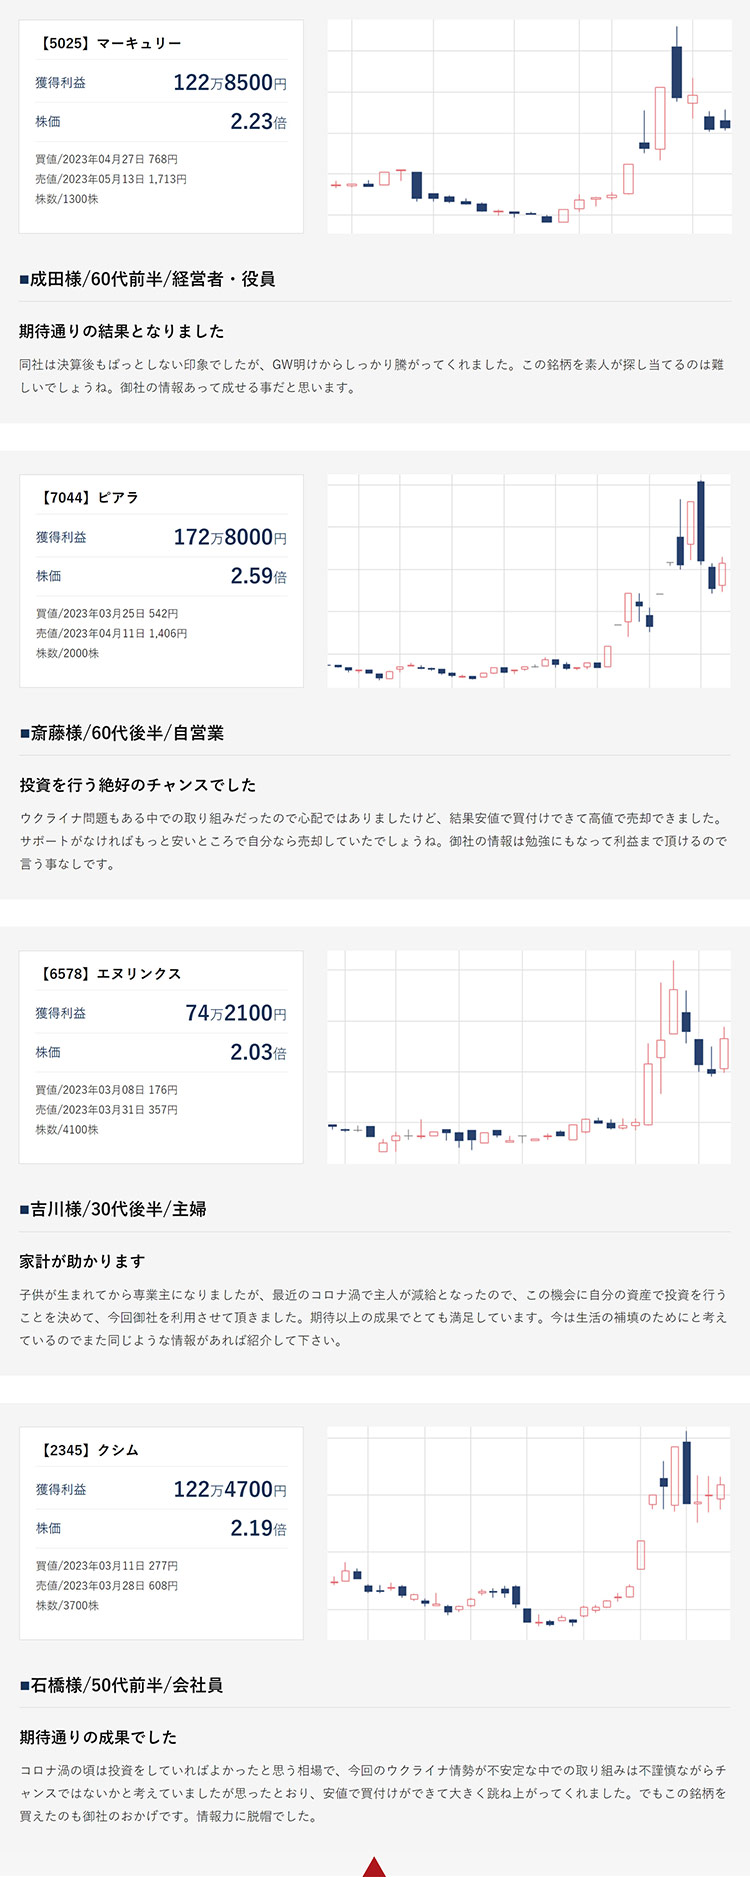 【5025】マーキュリー
獲得利益 122万8500円
株価 2.23倍
買値/2023年04月27日 768円
売値/2023年05月13日 1,713円
株数/1300株
■成田様/60代前半/経営者・役員
期待通りの結果となりました
同社は決算後もぱっとしない印象でしたが、GW明けからしっかり騰がってくれました。この銘柄を素人が探し当てるのは難
しいでしょうね。御社の情報あって成せる事だと思います。
【7044】ピアラ
獲得利益 172万8000円
株価 2.59倍
買値/2023年03月25日 542円
売値/2023年04月11日 1,406円
株数/2000株
■斎藤様/60代後半/自営業
投資を行う絶好のチャンスでした
ウクライナ問題もある中での取り組みだったので心配ではありましたけど、結果安値で買付けできて高値で売却できました。
サポートがなければもっと安いところで自分なら売却していたでしょうね。御社の情報は勉強にもなって利益まで頂けるので
言う事なしです。
【6578】エヌリンクス
獲得利益 74万2100円
株価 2.03倍
買値/2023年03月08日 176円
売値/2023年03月31日 357円
株数/4100株
■吉川様/30代後半/主婦
家計が助かります
子供が生まれてから専業主になりましたが、最近のコロナ渦で主人が減給となったので、この機会に自分の資産で投資を行う
ことを決めて、今回御社を利用させて頂きました。期待以上の成果でとても満足しています。今は生活の補填のためにと考え
ているのでまた同じような情報があれば紹介して下さい。
【2345】クシム
獲得利益 122万4700円
株価 2.19倍
買値/2023年03月11日 277円
売値/2023年03月28日 608円
株数/3700株
■石橋様/50代前半/会社員
期待通りの成果でした
コロナ渦の頃は投資をしていればよかったと思う相場で、今回のウクライナ情勢が不安定な中での取り組みは不謹慎ながらチ
ャンスではないかと考えていましたが思ったとおり、安値で買付けができて大きく跳ね上がってくれました。でもこの銘柄を
買えたのも御社のおかげです。情報力に脱帽でした。